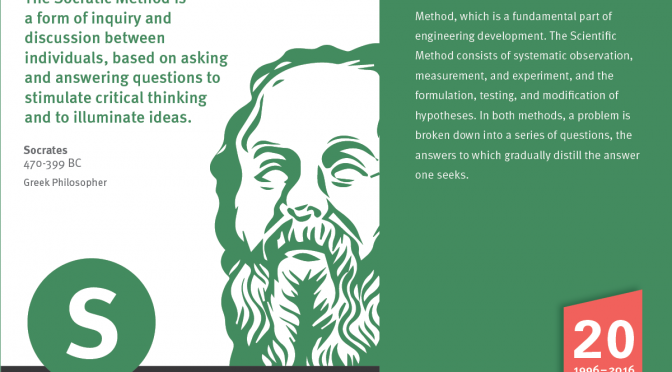 The Socratic Method is
a form of inquiry and
discussion between
individuals, based on asking
and answering questions to
stimulate critical thinking
and to illuminate ideas.
Socrates
470-399 BC
Greek Philosopher
S
Method, which is a fundamental part of
engineering development. The Scientific
Method consists of systematic observation,
measurement, and experiment, and the
formulation, testing, and modification of
hypotheses. In both methods, a problem is
broken down into a series of questions, the
answers to which gradually distill the answer
one seeks.
20
1996–2016